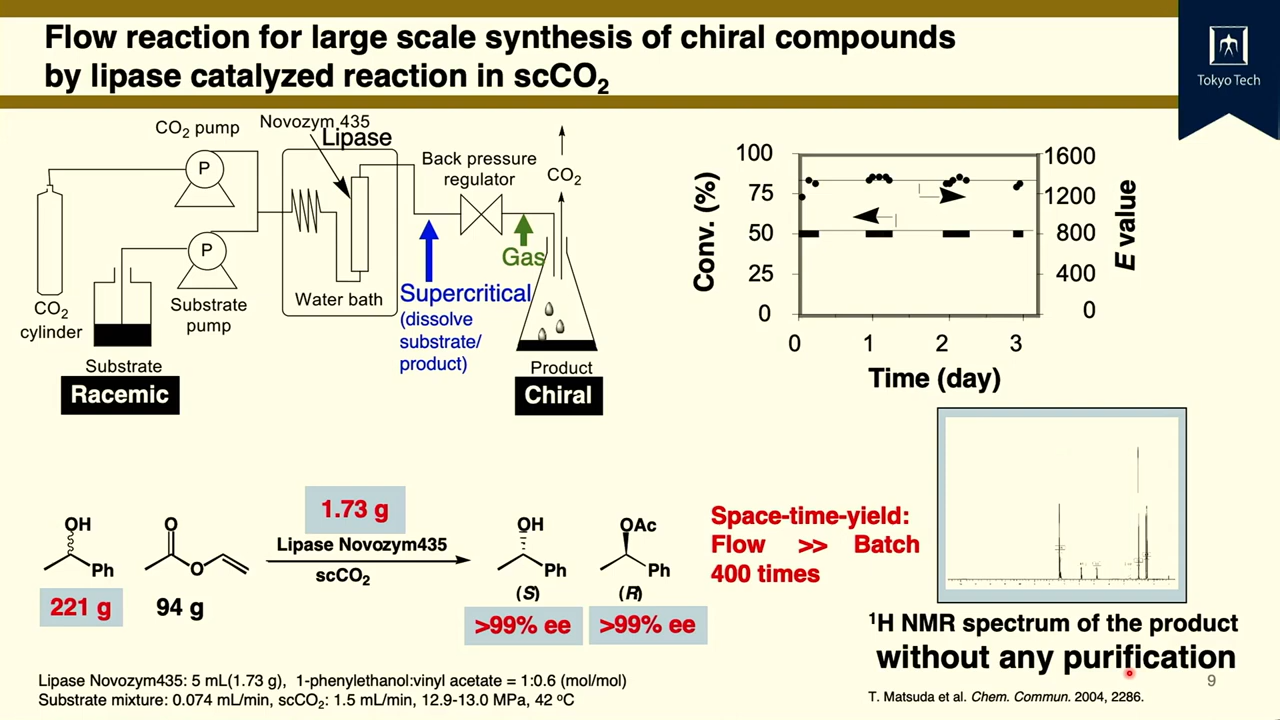 Flow reaction for large scale synthesis of chiral compounds
by lipase catalyzed reaction in scCO₂
Tokyo Tech
CO₂ pump
Novozym 435
Lipase
Back pressure
regulator
CO₂
P
P
Gas
CO₂
cylinder
Substrate
pump
Water bath
Supercritical
(dissolve
substrate/
product)
Substrate
Racemic
Product
Chiral
Conv. (%)
100
75
50
25
0
1600
1200
800
400
0
E value
0 1 2 3
Time (day)
1.73 g
OH
Ph
O
O
Lipase Novozym435
scCO₂
OH
Ph
(S)
OAc
Ph
(R)
221 g
94 g
>99% ee
>99% ee
Space-time-yield:
Flow >> Batch
400 times
¹H NMR spectrum of the product
without any purification
Lipase Novozym435: 5 mL(1.73 g), 1-phenylethanol:vinyl acetate = 1:0.6 (mol/mol)
Substrate mixture: 0.074 mL/min, scCO₂: 1.5 mL/min, 12.9-13.0 MPa, 42 ºC
T. Matsuda et al. Chem. Commun. 2004, 2286.
9